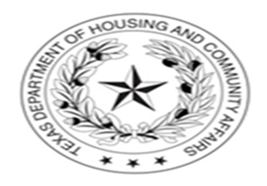 TEXAS DEPARTMENT OF HOUSING AND COMMUNITY AFFAIRS